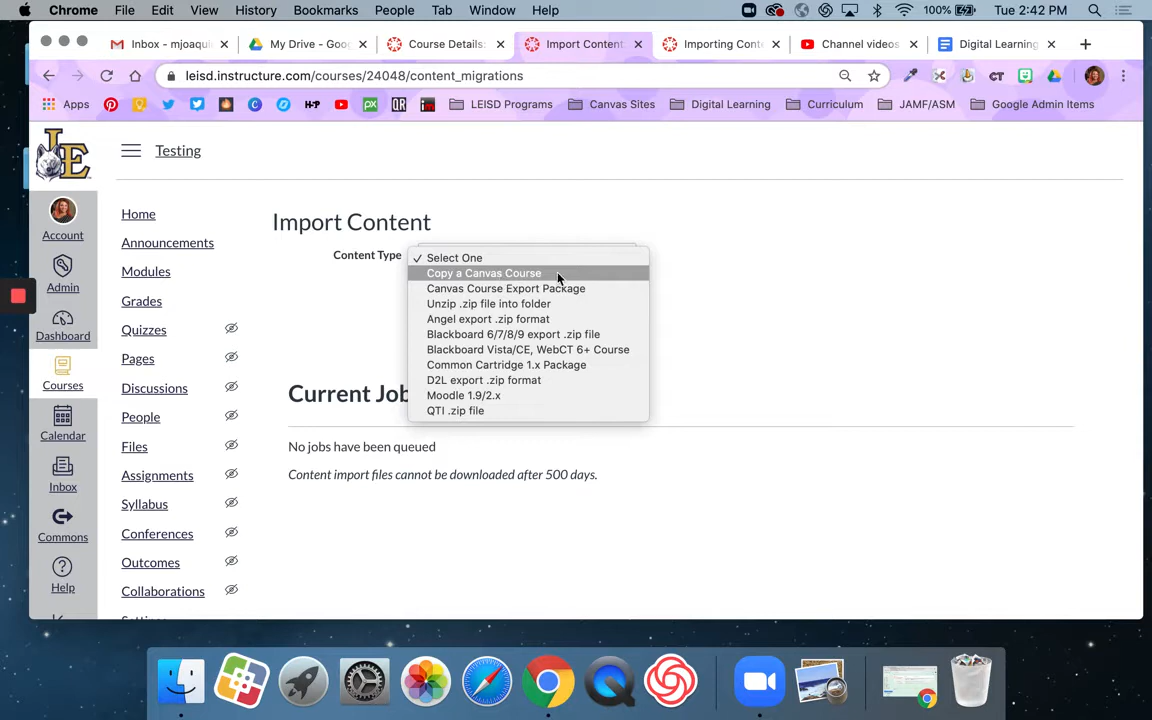 Chrome File Edit View History Bookmarks People Tab Window Help 100% Tue 2:42 PM
Inbox - mjoaqui My Drive - Goo Course Details: Import Content Importing Conte Channel videos Digital Learning
leisd.instructure.com/courses/24048/content_migrations
Apps LEISD Programs Canvas Sites Digital Learning Curriculum JAMF/ASM Google Admin Items
LE
Testing
Account
Admin
Dashboard
Courses
Calendar
Inbox
Commons
Help
Home
Announcements
Modules
Grades
Quizzes
Pages
Discussions
People
Files
Assignments
Syllabus
Conferences
Outcomes
Collaborations
Import Content
Content Type
✓ Select One
Copy a Canvas Course
Canvas Course Export Package
Unzip .zip file into folder
Angel export .zip format
Blackboard 6/7/8/9 export .zip file
Blackboard Vista/CE, WebCT 6+ Course
Common Cartridge 1.x Package
D2L export .zip format
Moodle 1.9/2.x
QTI .zip file
Current Job
No jobs have been queued
Content import files cannot be downloaded after 500 days.